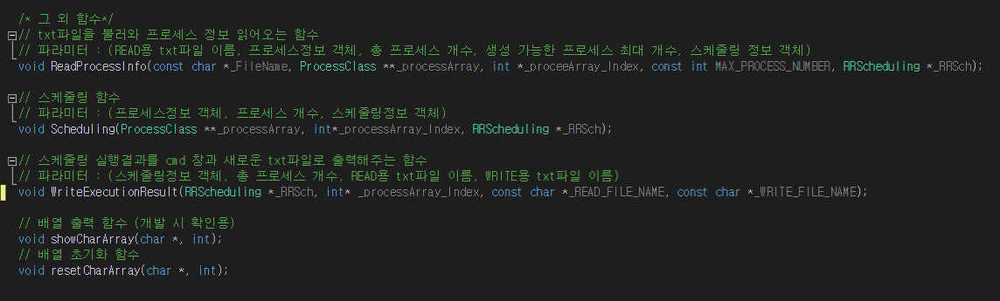 /* 그 외 함수*/
// txt파일을 불러와 프로세스 정보 읽어오는 함수
// 파라미터 : (READ용 txt파일 이름, 프로세스정보 객체, 총 프로세스 개수, 생성 가능한 프로세스 최대 개수, 스케줄링 정보 객체)
void ReadProcessInfo(const char *_FileName, ProcessClass **_processArray, int *_proceeArray_Index, const int MAX_PROCESS_NUMBER, RRScheduling *_RRSch);
// 스케줄링 함수
// 파라미터 : (프로세스정보 객체, 프로세스 개수, 스케줄링정보 객체)
void Scheduling(ProcessClass **_processArray, int*_processArray_Index, RRScheduling *_RRSch);
// 스케줄링 실행결과를 cmd 창과 새로운 txt파일로 출력해주는 함수
// 파라미터 : (스케줄링정보 객체, 총 프로세스 개수, READ용 txt파일 이름, WRITE용 txt파일 이름)
void WriteExecutionResult(RRScheduling *_RRSch, int* _processArray_Index, const char *_READ_FILE_NAME, const char *_WRITE_FILE_NAME);
// 배열 출력 함수 (개발 시 확인용)
void showCharArray(char *, int);
// 배열 초기화 함수
void resetCharArray(char *, int);